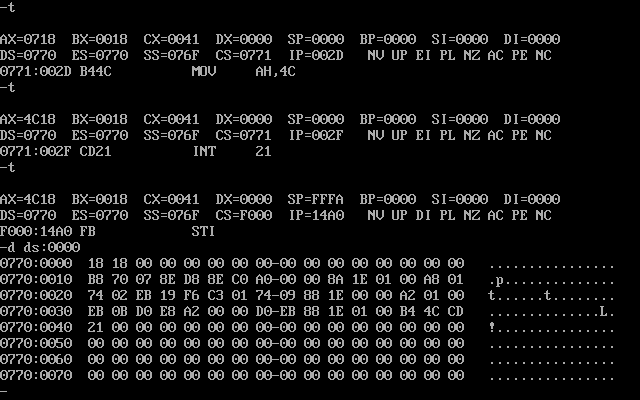 -t
AX=0718  BX=0018  CX=0041  DX=0000  SP=0000  BP=0000  SI=0000  DI=0000
DS=0770  ES=0770  SS=076F  CS=0771  IP=002D   NV UP EI PL NZ AC PE NC
0771:002D B44C          MOV     AH,4C
-t
AX=4C18  BX=0018  CX=0041  DX=0000  SP=0000  BP=0000  SI=0000  DI=0000
DS=0770  ES=0770  SS=076F  CS=0771  IP=002F   NV UP EI PL NZ AC PE NC
0771:002F CD21          INT     21
-t
AX=4C18  BX=0018  CX=0041  DX=0000  SP=FFFA  BP=0000  SI=0000  DI=0000
DS=0770  ES=0770  SS=076F  CS=F000  IP=14A0   NV UP DI PL NZ AC PE NC
F000:14A0 FB            STI
-d ds:0000
0770:0000  18 18 00 00 00 00 00 00-00 00 00 00 00 00 00 00   ................
0770:0010  B8 70 07 8E D8 8E C0 A0-00 00 8A 1E 01 00 A8 01   .p..............
0770:0020  74 02 EB 19 F6 C3 01 74-09 88 1E 00 00 A2 01 00   t......t........
0770:0030  EB 0B D0 E8 A2 00 00 D0-EB 88 1E 01 00 B4 4C CD   ..............L.
0770:0040  21 00 00 00 00 00 00 00-00 00 00 00 00 00 00 00   !...............
0770:0050  00 00 00 00 00 00 00 00-00 00 00 00 00 00 00 00   ................
0770:0060  00 00 00 00 00 00 00 00-00 00 00 00 00 00 00 00   ................
0770:0070  00 00 00 00 00 00 00 00-00 00 00 00 00 00 00 00   ................
-